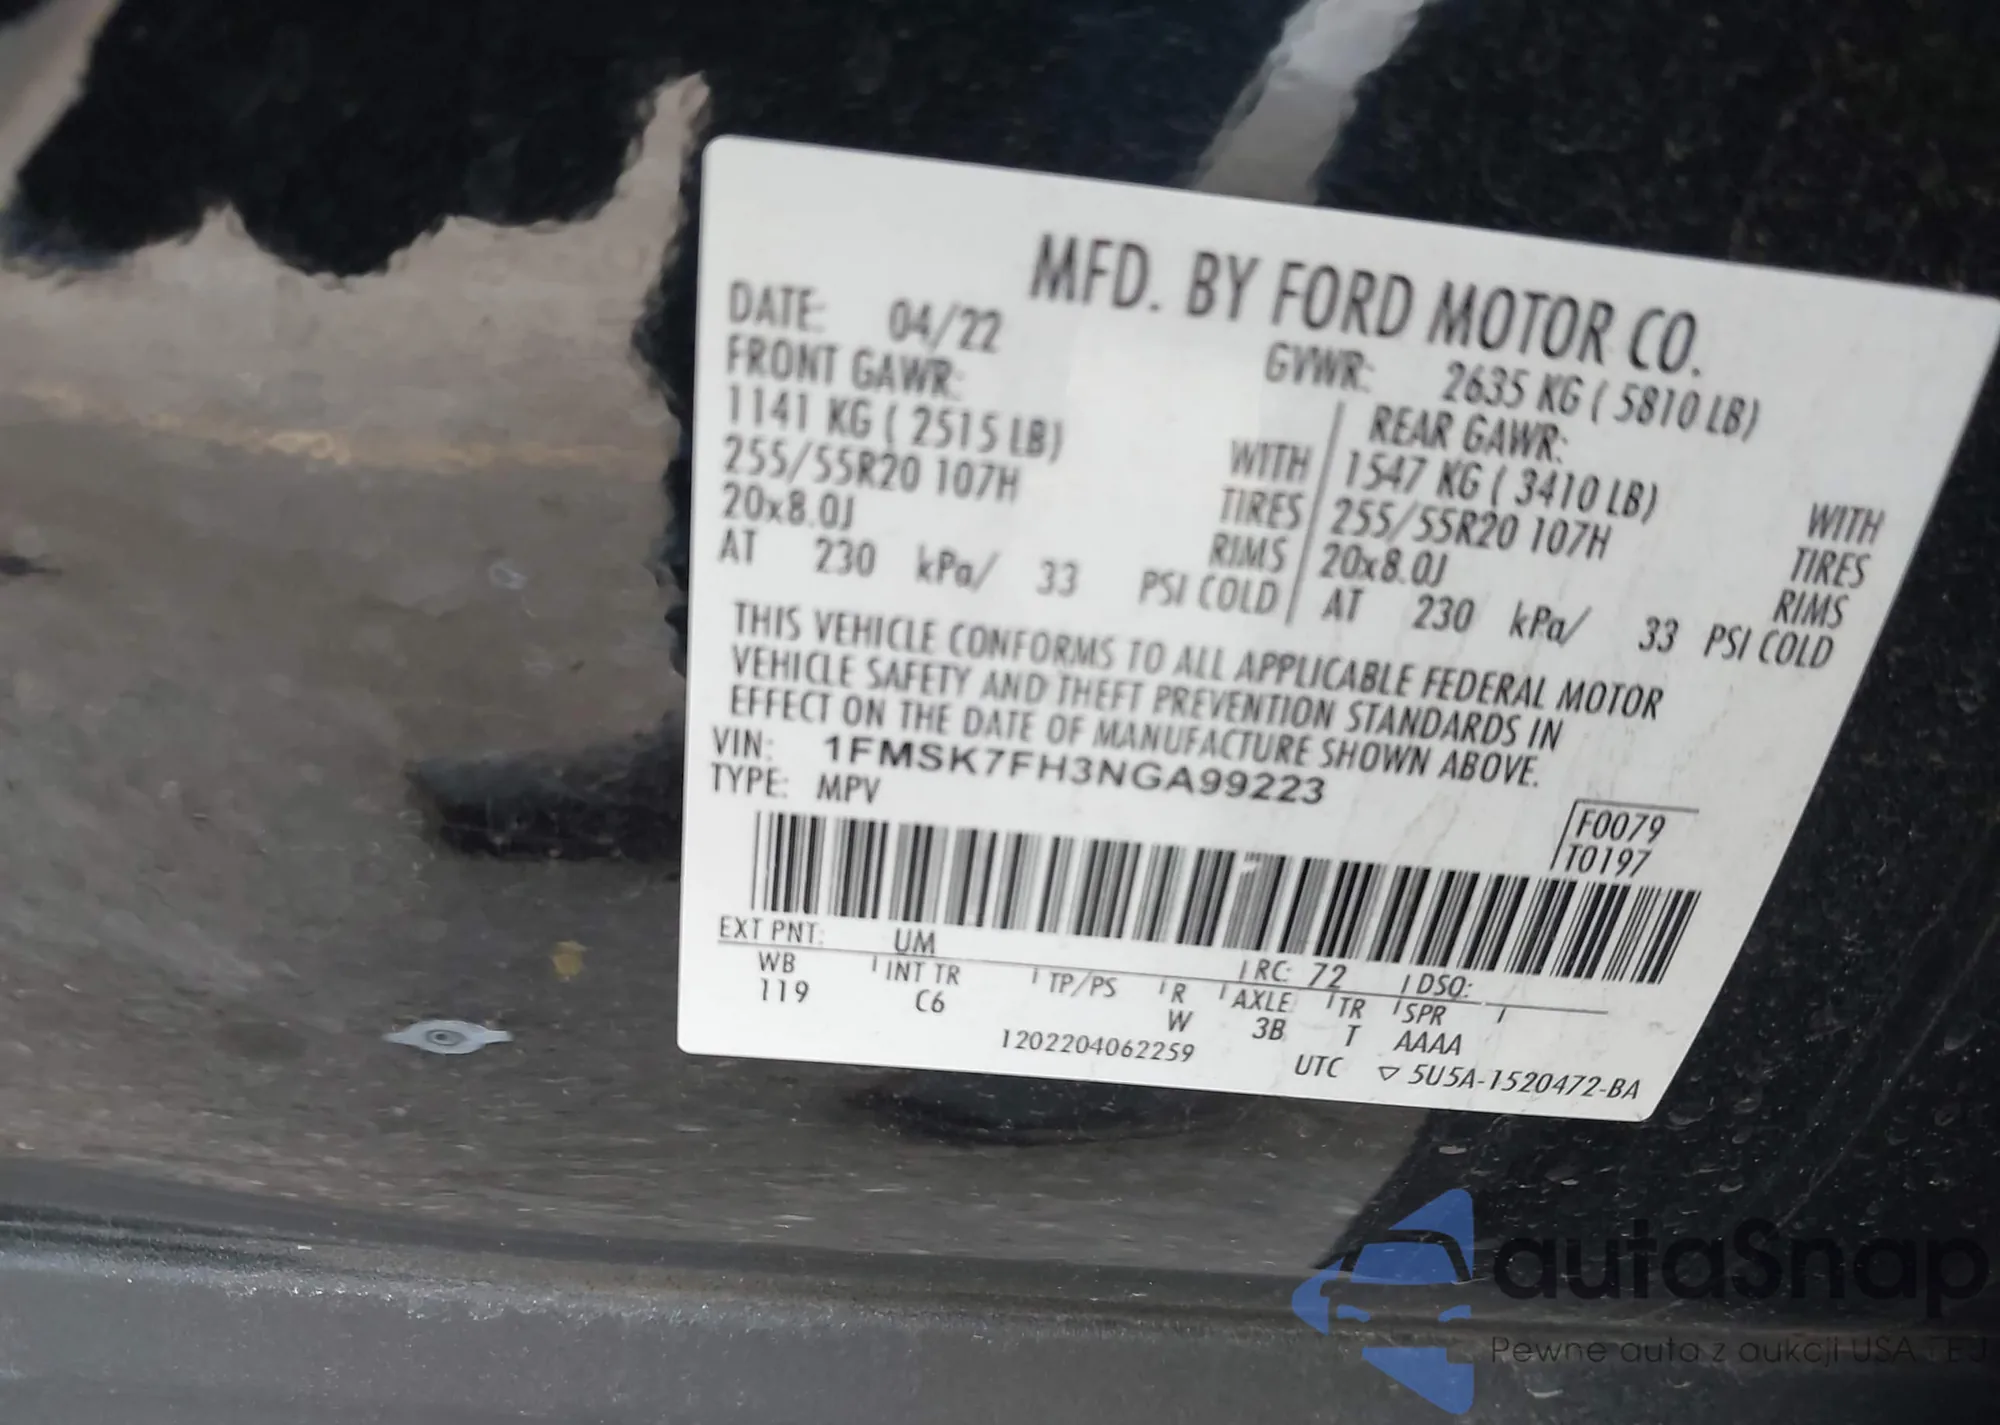 MFD. BY FORD MOTOR CO.
DATE: 04/22 GVWR: 2635 KG ( 5810 LB)
FRONT GAWR: REAR GAWR:
1141 KG ( 2515 LB) WITH 1547 KG ( 3410 LB) WITH
255/55R20 107H TIRES 255/55R20 107H TIRES
20x8.0J RIMS 20x8.0J RIMS
AT 230 kPa/ 33 PSI COLD AT 230 kPa/ 33 PSI COLD
THIS VEHICLE CONFORMS TO ALL APPLICABLE FEDERAL MOTOR
VEHICLE SAFETY AND THEFT PREVENTION STANDARDS IN
EFFECT ON THE DATE OF MANUFACTURE SHOWN ABOVE.
VIN: 1FMSK7FH3NGA99223
TYPE: MPV
F0079
T0197
EXT PNT: UM RC: 72 DSO:
WB INT TR TP/PS R AXLE TR SPR
119 C6 W 3B T AAAA
1202204062259 UTC ▽ 5U5A-1520472-BA
autaSnap
Pewne auta z aukcji USA I EU